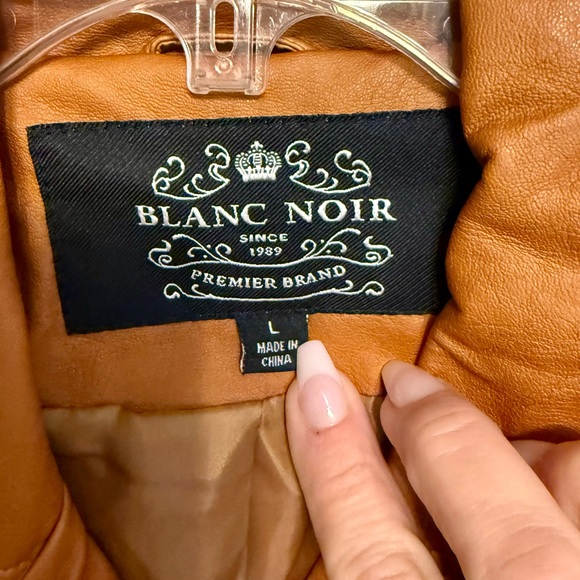 BLANC NOIR
SINCE
1989
PREMIER BRAND
L
MADE IN
CHINA